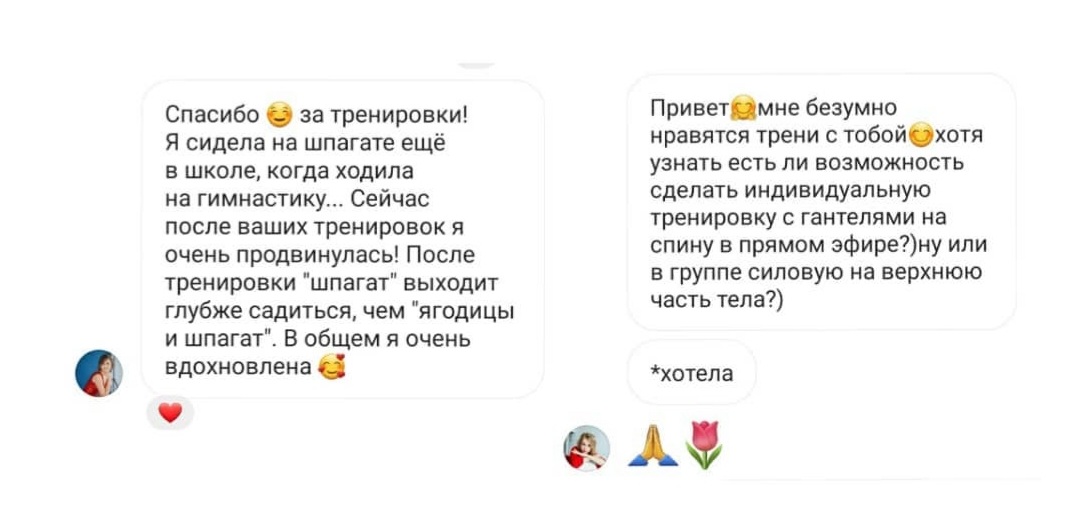 Спасибо ☺️ за тренировки!
Я сидела на шпагате ещё
в школе, когда ходила
на гимнастику... Сейчас
после ваших тренировок я
очень продвинулась! После
тренировки "шпагат" выходит
глубже садиться, чем "ягодицы
и шпагат". В общем я очень
вдохновлена 🥰
❤️
Привет🤗мне безумно
нравятся трени с тобой😊хотя
узнать есть ли возможность
сделать индивидуальную
тренировку с гантелями на
спину в прямом эфире?)ну или
в группе силовую на верхнюю
часть тела?)
*хотела
🙏🌷